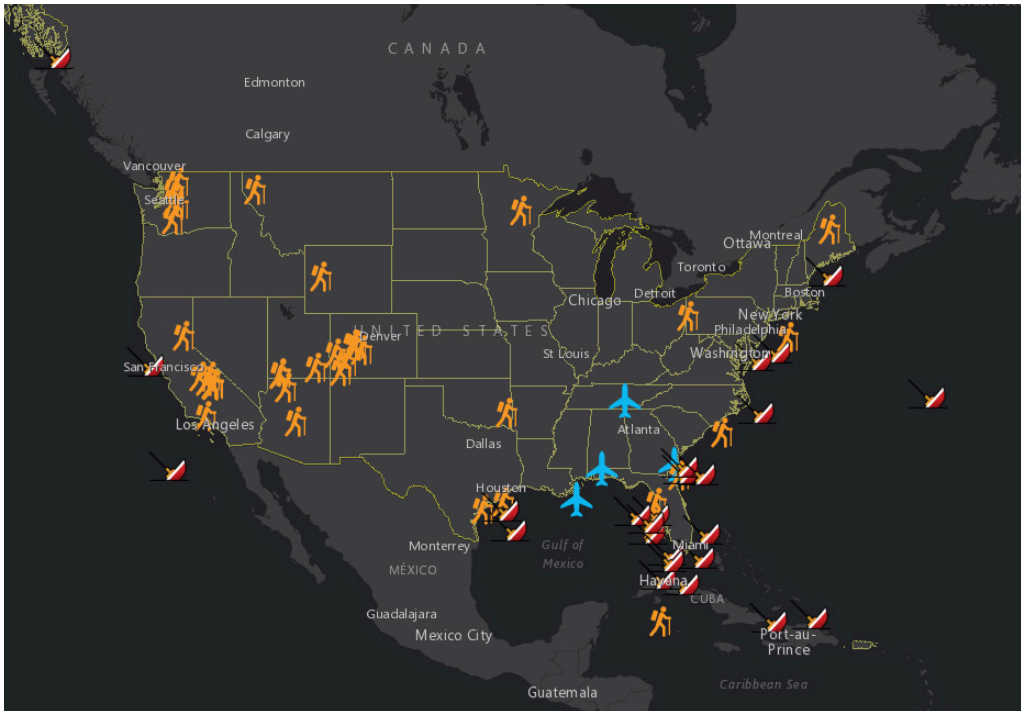 CANADA
Edmonton
Calgary
Vancouver
Seattle
Montreal
Ottawa
Toronto
Boston
Detroit
Chicago
New York
UNITED STATES
Philadelphia
Denver
Washington
St Louis
San Francisco
Los Angeles
Atlanta
Dallas
Houston
Monterrey
Gulf of
Mexico
Miami
MÉXICO
Havana
CUBA
Guadalajara
Mexico City
Port-au-
Prince
Caribbean Sea
Guatemala